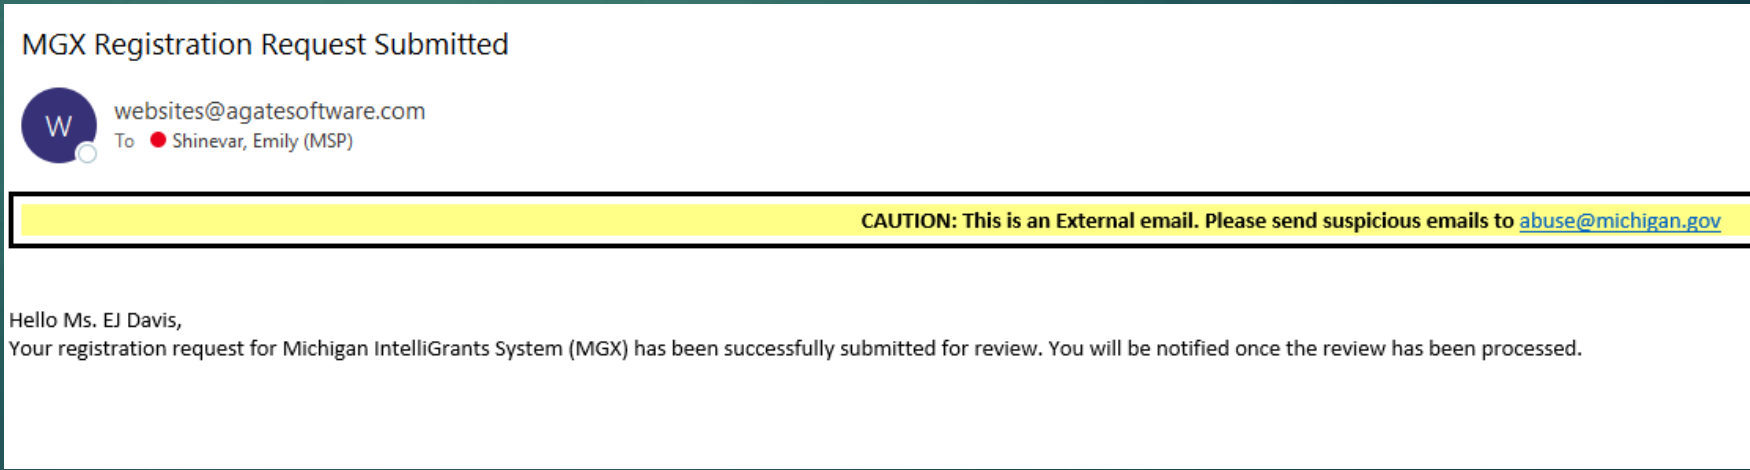 MGX Registration Request Submitted
W
websites@agatesoftware.com
To Shinevar, Emily (MSP)
CAUTION: This is an External email. Please send suspicious emails to abuse@michigan.gov
Hello Ms. EJ Davis,
Your registration request for Michigan IntelliGrants System (MGX) has been successfully submitted for review. You will be notified once the review has been processed.